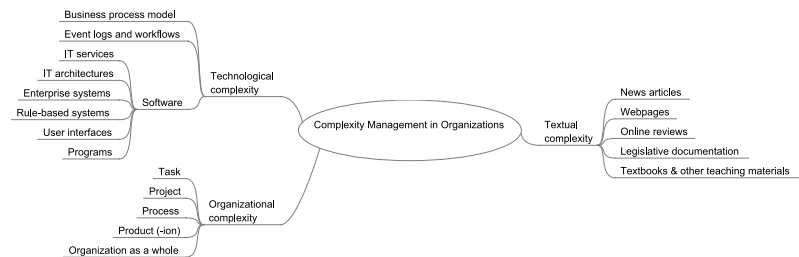 Business process model
Event logs and workflows
IT services
IT architectures
Enterprise systems
Rule-based systems
User interfaces
Programs
Software
Technological
complexity
Task
Project
Process
Product (-ion)
Organization as a whole
Organizational
complexity
Complexity Management in Organizations
Textual
complexity
News articles
Webpages
Online reviews
Legislative documentation
Textbooks & other teaching materials